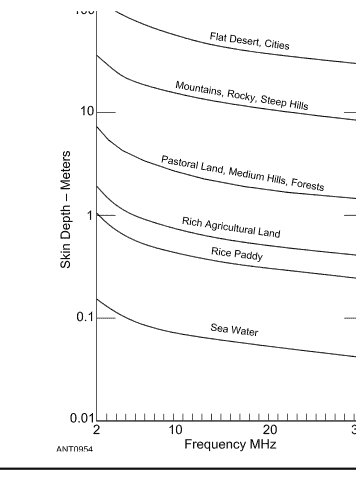 Flat Desert, Cities
Mountains, Rocky, Steep Hills
10
Pastoral Land, Medium Hills, Forests
Skin Depth – Meters
1
Rich Agricultural Land
Rice Paddy
0.1
Sea Water
0.01
2 10 20
Frequency MHz
ANT0954